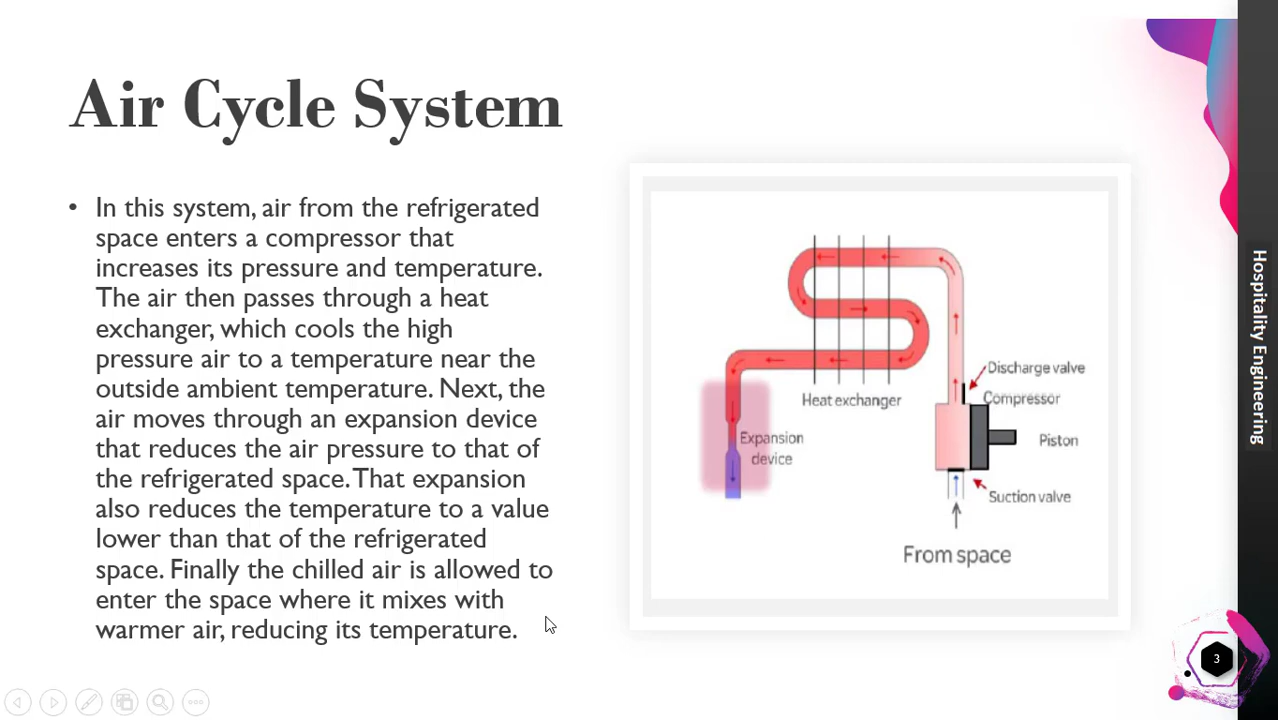 Air Cycle System
• In this system, air from the refrigerated
space enters a compressor that
increases its pressure and temperature.
The air then passes through a heat
exchanger, which cools the high
pressure air to a temperature near the
outside ambient temperature. Next, the
air moves through an expansion device
that reduces the air pressure to that of
the refrigerated space. That expansion
also reduces the temperature to a value
lower than that of the refrigerated
space. Finally the chilled air is allowed to
enter the space where it mixes with
warmer air, reducing its temperature.
Discharge valve
Heat exchanger
Compressor
Expansion
device
Piston
Suction valve
From space
Hospitality Engineering
3